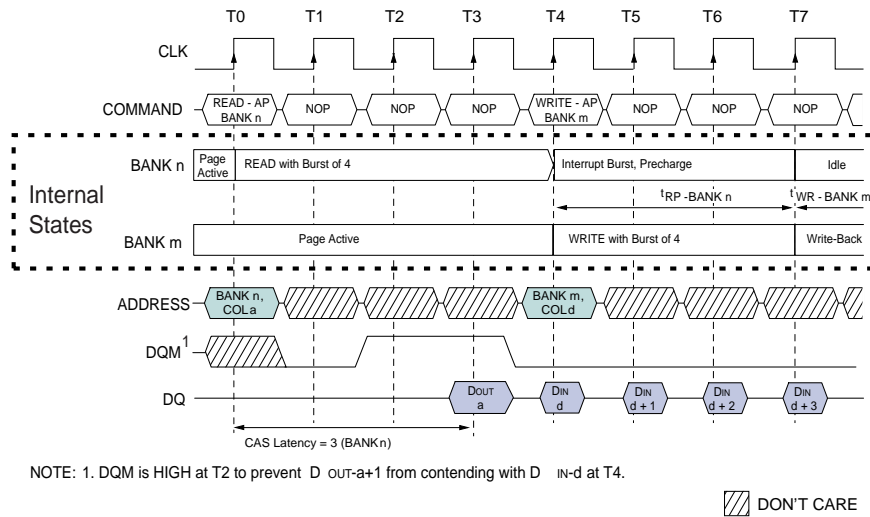 T0 T1 T2 T3 T4 T5 T6 T7
CLK
COMMAND
READ - AP
BANK n
NOP
NOP
NOP
WRITE - AP
BANK m
NOP
NOP
NOP
Internal
States
BANK n
Page
Active
READ with Burst of 4
Interrupt Burst, Precharge
Idle
tRP - BANK n
tWR - BANK m
BANK m
Page Active
WRITE with Burst of 4
Write-Back
ADDRESS
BANK n,
COL a
BANK m,
COL d
DQM1
DQ
DOUT
a
DIN
d
DIN
d + 1
DIN
d + 2
DIN
d + 3
CAS Latency = 3 (BANK n)
NOTE: 1. DQM is HIGH at T2 to prevent D OUT-a+1 from contending with D IN-d at T4.
DON'T CARE